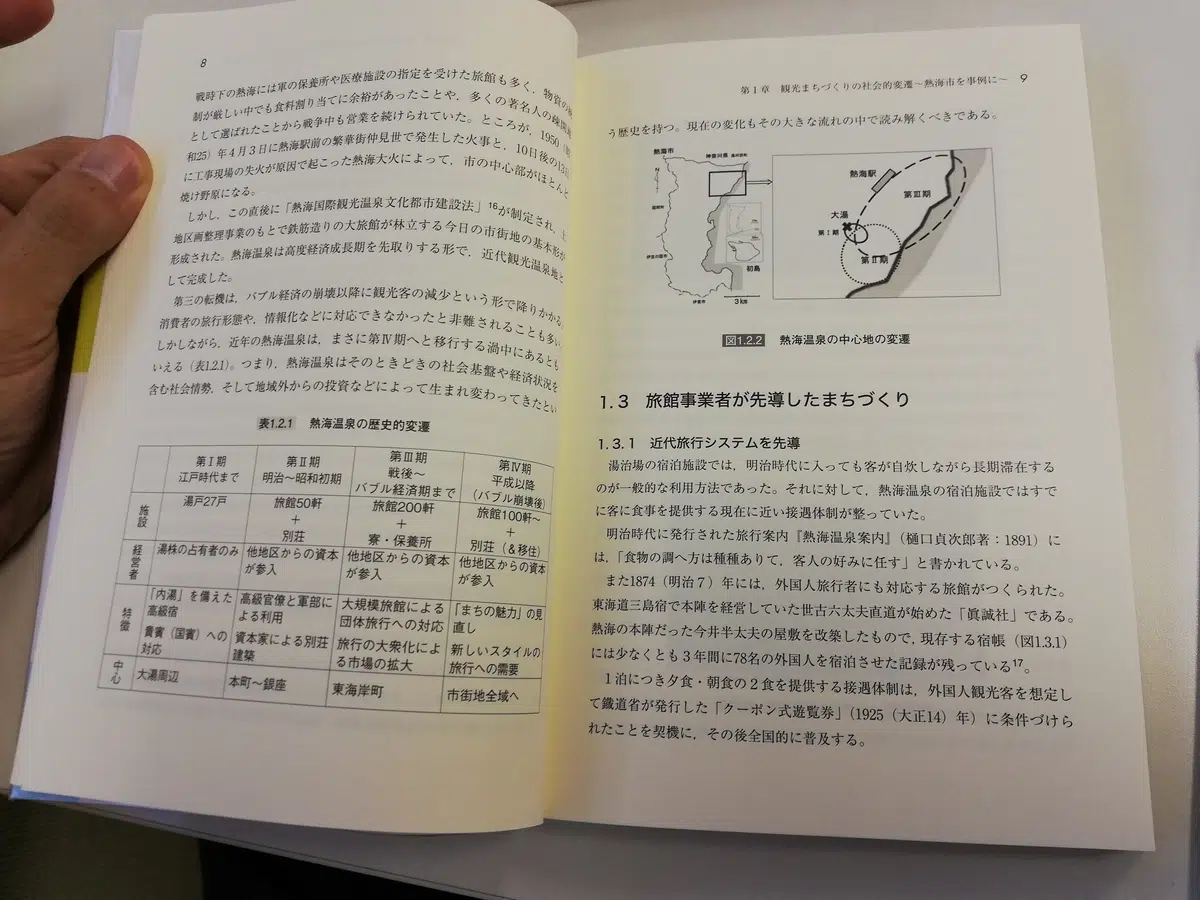 8
戦時下の熱海には軍の保養所や医療施設の指定を受けた旅館も多く，物資の
制が厳しい中でも食料割り当てに余裕があったことや，多くの著名人の疎開
として選ばれたことから戦争中も営業を続けられていた。ところが，1950（
和25）年４月３日に熱海駅前の繁華街仲見世で発生した火事と，10日後の13
に工事現場の失火が原因で起こった熱海大火によって，市の中心部がほとんど
焼け野原になる。
しかし，この直後に「熱海国際観光温泉文化都市建設法」16が制定され，
地区画整理事業のもとで鉄筋造りの大旅館が林立する今日の市街地の基本形が
形成された。熱海温泉は高度経済成長期を先取りする形で，近代観光温泉地と
して完成した。
第三の転機は，バブル経済の崩壊以降に観光客の減少という形で降りかかる。
消費者の旅行形態や，情報化などに対応できなかったと非難されることも多い
しかしながら，近年の熱海温泉は，まさに第Ⅳ期へと移行する渦中にあるとも
いえる（表1.2.1）。つまり，熱海温泉はそのときどきの社会基盤や経済状況を
含む社会情勢，そして地域外からの投資などによって生まれ変わってきたとい
表1.2.1 熱海温泉の歴史的変遷
第Ⅰ期 江戸時代まで
第Ⅱ期 明治～昭和初期
第Ⅲ期 戦後～バブル経済期まで
第Ⅳ期 平成以降（バブル崩壊後）
施設
湯戸27戸
旅館50軒＋別荘
旅館200軒＋寮・保養所
旅館100軒～＋別荘（＆移住）
経営者
湯株の占有者のみ
他地区からの資本が参入
他地区からの資本が参入
他地区からの資本が参入
特徴
「内湯」を備えた高級宿
貴賓（国賓）への対応
高級官僚と軍部による利用
資本家による別荘建築
大規模旅館による団体旅行への対応
旅行の大衆化による市場の拡大
「まちの魅力」の見直し
新しいスタイルの旅行への需要
中心
大湯周辺
本町～銀座
東海岸町
市街地全域へ
第１章 観光まちづくりの社会的変遷～熱海市を事例に～ 9
う歴史を持つ。現在の変化もその大きな流れの中で読み解くべきである。
熱海市
神奈川県 湯河原町
函南町
伊豆の国市
伊東市
初島
3km
熱海駅
第Ⅲ期
大湯
第Ⅰ期
第Ⅱ期
図1.2.2 熱海温泉の中心地の変遷
1.3 旅館事業者が先導したまちづくり
1.3.1 近代旅行システムを先導
湯治場の宿泊施設では，明治時代に入っても客が自炊しながら長期滞在する
のが一般的な利用方法であった。それに対して，熱海温泉の宿泊施設ではすで
に客に食事を提供する現在に近い接遇体制が整っていた。
明治時代に発行された旅行案内『熱海温泉案内』（樋口貞次郎著：1891）に
は，「食物の調へ方は種種ありて，客人の好みに任す」と書かれている。
また1874（明治７）年には，外国人旅行者にも対応する旅館がつくられた。
東海道三島宿で本陣を経営していた世古六太夫直道が始めた「眞誠社」である。
熱海の本陣だった今井半太夫の屋敷を改築したもので，現存する宿帳（図1.3.1）
には少なくとも３年間に78名の外国人を宿泊させた記録が残っている17。
１泊につき夕食・朝食の２食を提供する接遇体制は，外国人観光客を想定し
て鐵道省が発行した「クーポン式遊覧券」（1925（大正14）年）に条件づけら
れたことを契機に，その後全国的に普及する。